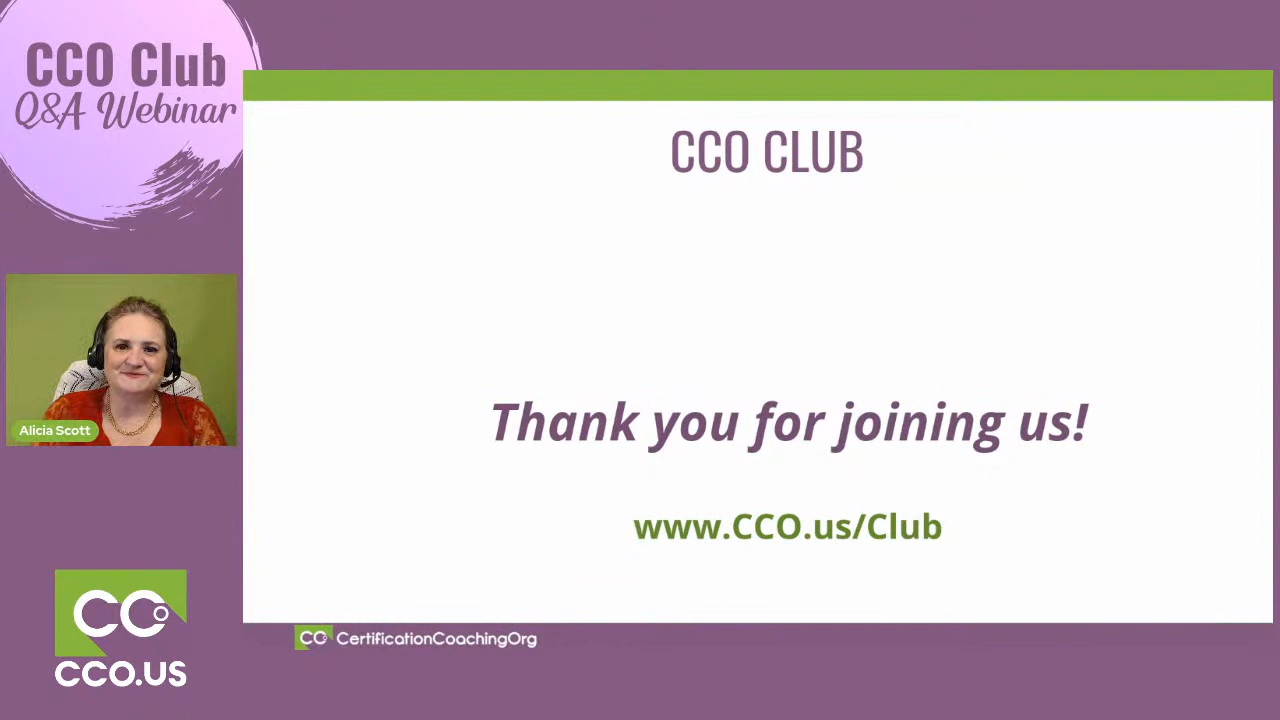 CCO Club
Q&A Webinar
CCO CLUB
Thank you for joining us!
www.CCO.us/Club
Alicia Scott
CCO
CCO.US
CCO CertificationCoachingOrg